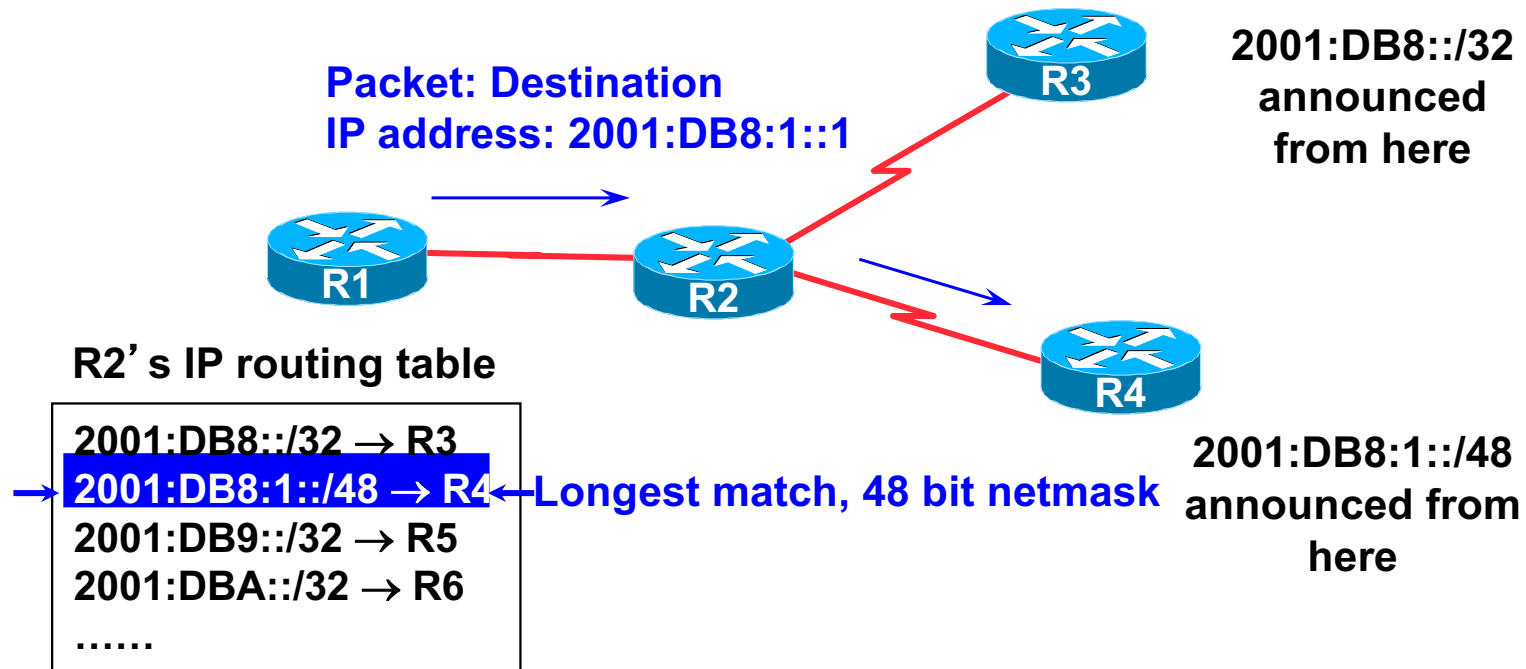 Packet: Destination
IP address: 2001:DB8:1::1
R3
2001:DB8::/32
announced
from here
R1
R2
R4
2001:DB8:1::/48
announced from
here
R2’s IP routing table
2001:DB8::/32 → R3
2001:DB8:1::/48 → R4
Longest match, 48 bit netmask
2001:DB9::/32 → R5
2001:DBA::/32 → R6
……